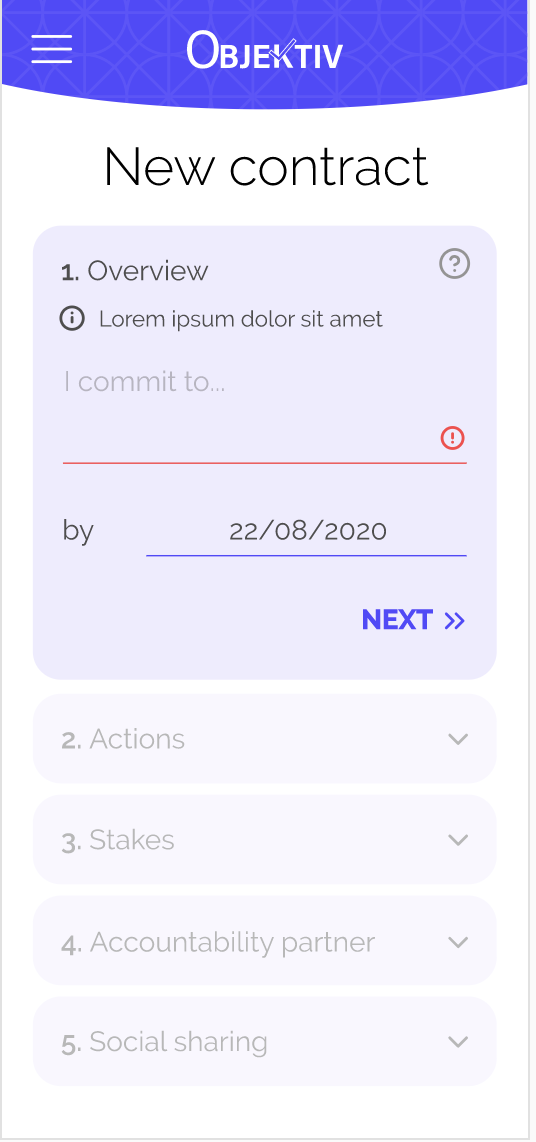 OBJEKTIV
New contract
1. Overview
Lorem ipsum dolor sit amet
I commit to...
by 22/08/2020
NEXT »
2. Actions
3. Stakes
4. Accountability partner
5. Social sharing